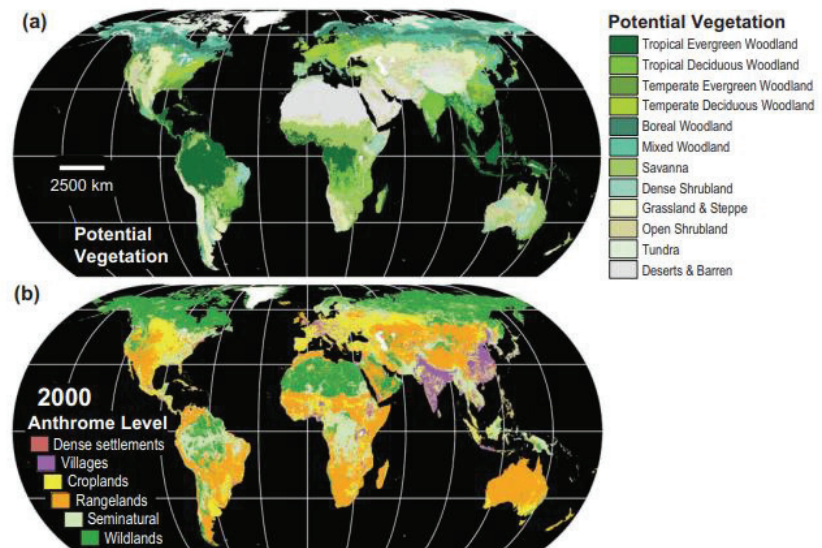 (a)
2500 km
Potential
Vegetation
Potential Vegetation
Tropical Evergreen Woodland
Tropical Deciduous Woodland
Temperate Evergreen Woodland
Temperate Deciduous Woodland
Boreal Woodland
Mixed Woodland
Savanna
Dense Shrubland
Grassland & Steppe
Open Shrubland
Tundra
Deserts & Barren
(b)
2000
Anthrome Level
Dense settlements
Villages
Croplands
Rangelands
Seminatural
Wildlands